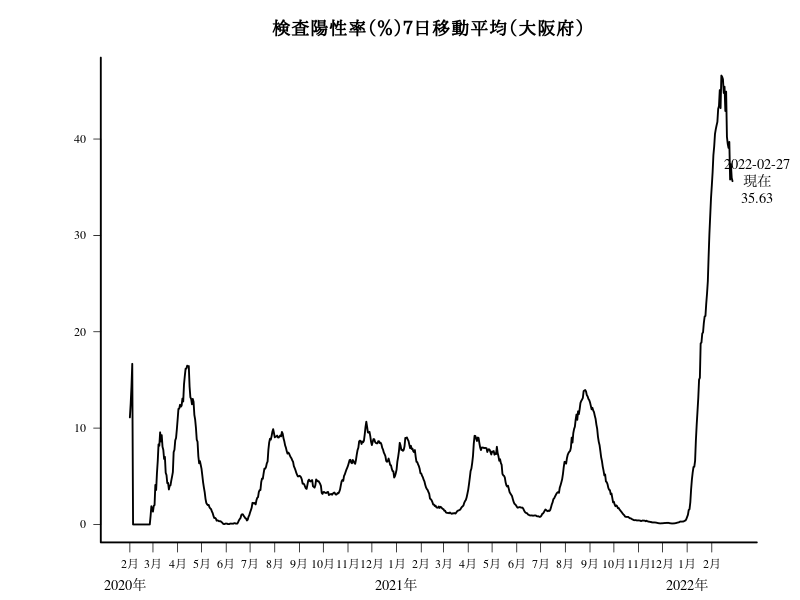 検査陽性率(%)7日移動平均(大阪府)
40
30
20
10
0
2022-02-27
現在
35.63
2月 3月 4月 5月 6月 7月 8月 9月 10月 11月 12月 1月 2月 3月 4月 5月 6月 7月 8月 9月 10月 11月 12月 1月 2月
2020年 2021年 2022年